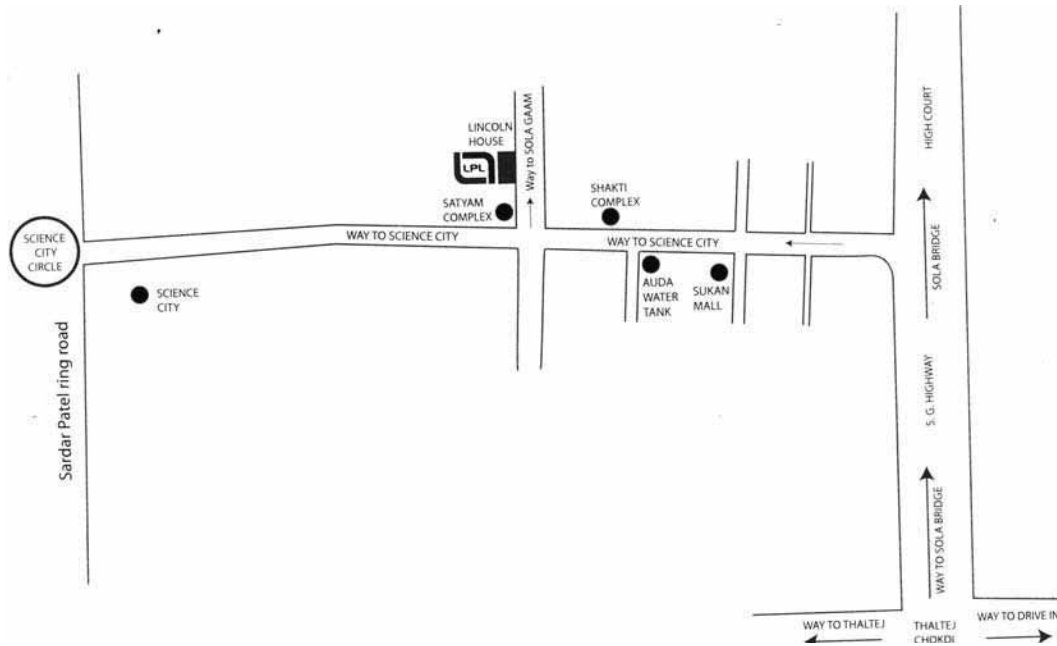 HIGH COURT
Way to SOLA GAAM
LINCOLN
HOUSE
LPL
SHAKTI
COMPLEX
SATYAM
COMPLEX
SCIENCE
CITY
CIRCLE
WAY TO SCIENCE CITY
WAY TO SCIENCE CITY
SOLA BRIDGE
SCIENCE
CITY
AUDA
WATER
TANK
SUKAN
MALL
Sardar Patel ring road
S. G. HIGHWAY
WAY TO SOLA BRIDGE
WAY TO THALTEJ
THALTEJ
CHOKDI
WAY TO DRIVE IN